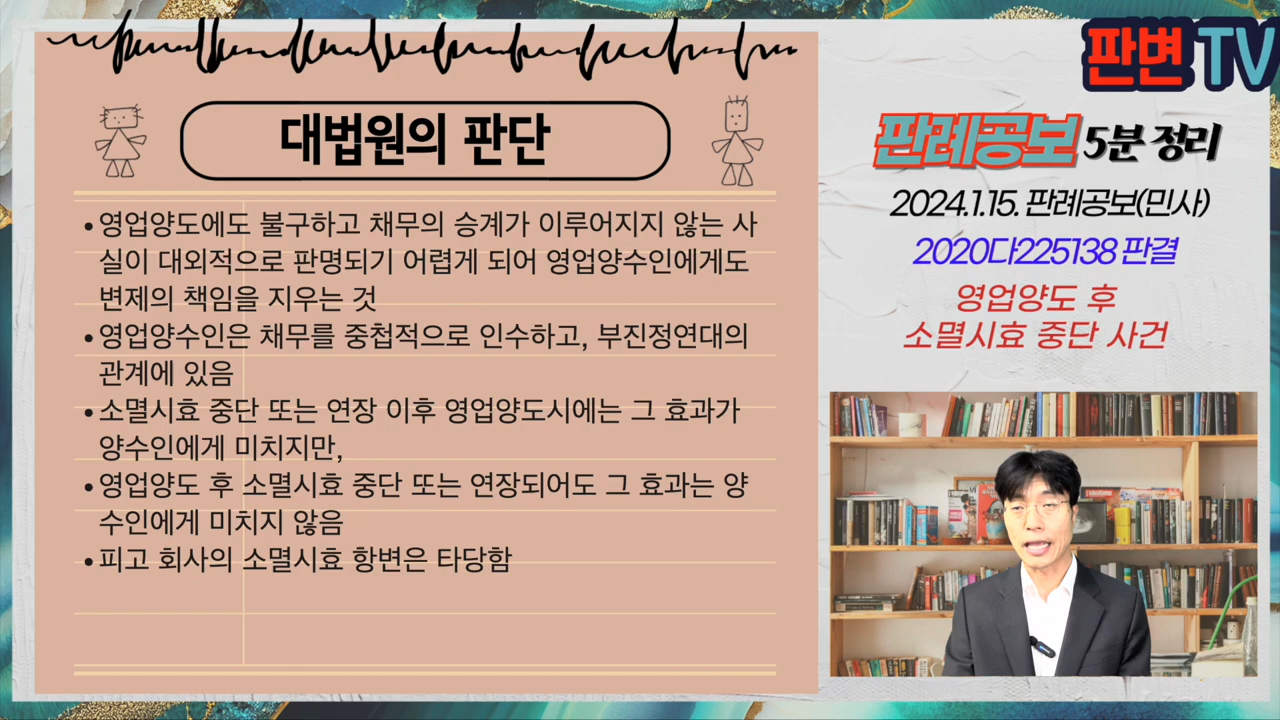 대법원의 판단
• 영업양도에도 불구하고 채무의 승계가 이루어지지 않는 사
실이 대외적으로 판명되기 어렵게 되어 영업양수인에게도
변제의 책임을 지우는 것
• 영업양수인은 채무를 중첩적으로 인수하고, 부진정연대의
관계에 있음
• 소멸시효 중단 또는 연장 이후 영업양도시에는 그 효과가
양수인에게 미치지만,
• 영업양도 후 소멸시효 중단 또는 연장되어도 그 효과는 양
수인에게 미치지 않음
• 피고 회사의 소멸시효 항변은 타당함
판변 TV
판례공보 5분 정리
2024.1.15. 판례공보(민사)
2020다225138 판결
영업양도 후
소멸시효 중단 사건